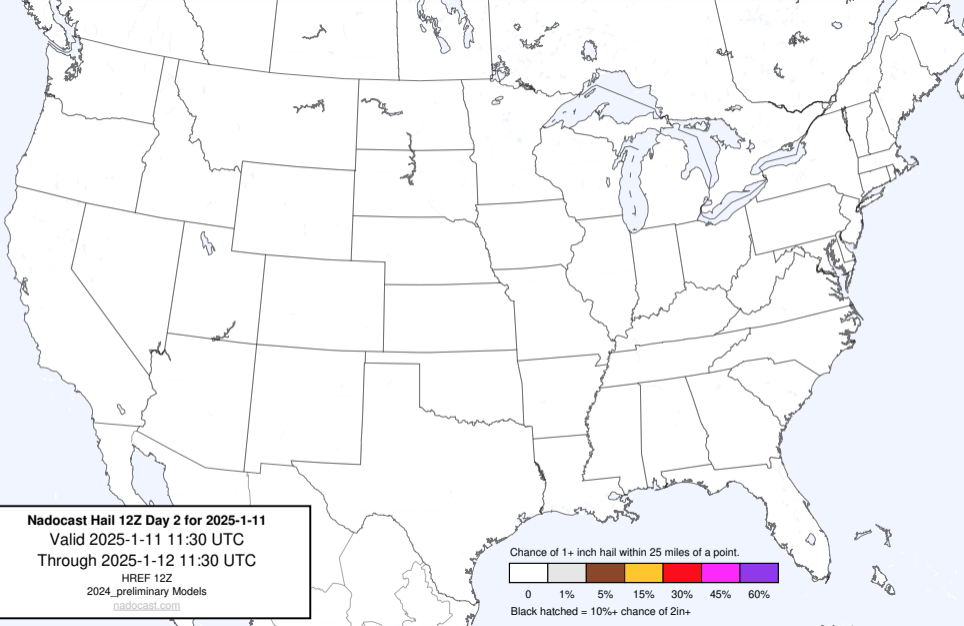 Nadocast Hail 12Z Day 2 for 2025-1-11
Valid 2025-1-11 11:30 UTC
Through 2025-1-12 11:30 UTC
HREF 12Z
2024_preliminary Models
nadocast.com
Chance of 1+ inch hail within 25 miles of a point.
0 1% 5% 15% 30% 45% 60%
Black hatched = 10%+ chance of 2in+